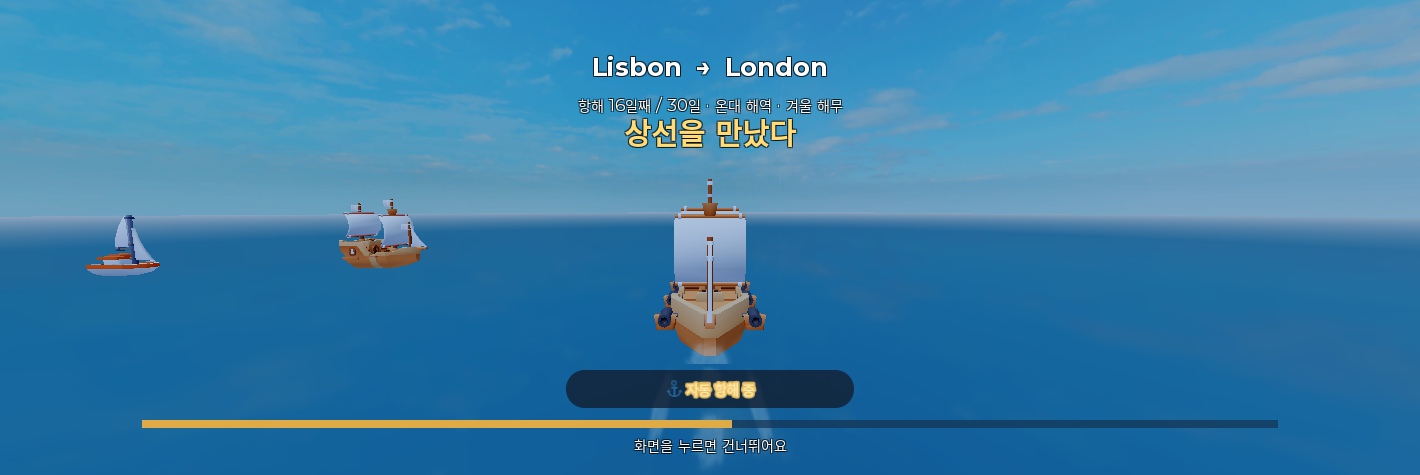 Lisbon → London
항해 16일째 / 30일 · 온대 해역 · 겨울 해무
상선을 만났다
⚓ 자동 항해 중
화면을 누르면 건너뛰어요